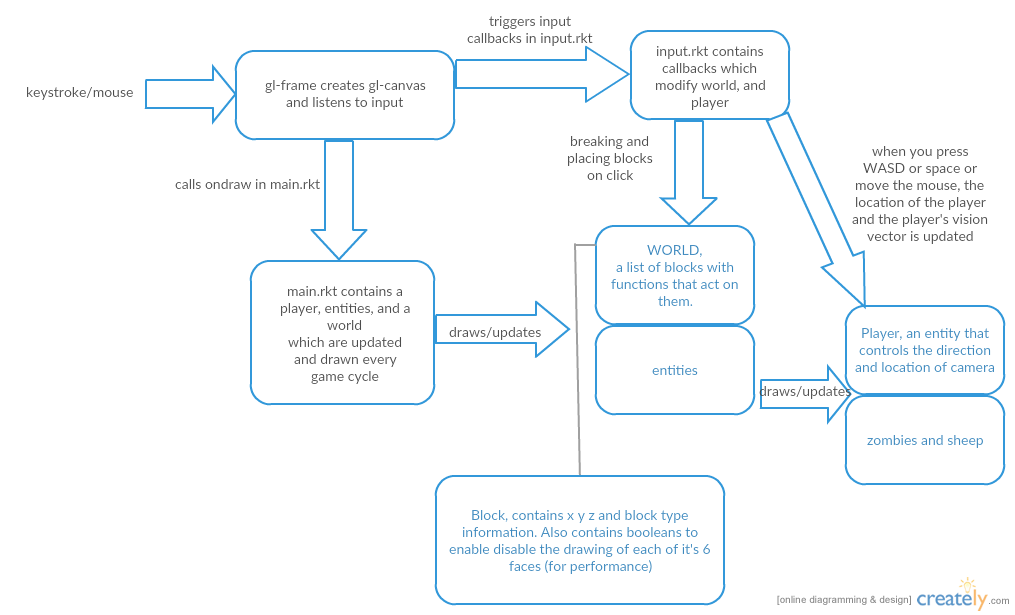 keystroke/mouse
gl-frame creates gl-canvas
and listens to input
triggers input
callbacks in input.rkt
input.rkt contains
callbacks which
modify world, and
player
calls ondraw in main.rkt
breaking and
placing blocks
on click
when you press
WASD or space or
move the mouse, the
location of the player
and the player's vision
vector is updated
main.rkt contains a
player, entities, and a
world
which are updated
and drawn every
game cycle
draws/updates
WORLD,
a list of blocks with
functions that act on
them.
entities
draws/updates
Player, an entity that
controls the direction
and location of camera
zombies and sheep
Block, contains x y z and block type
information. Also contains booleans to
enable disable the drawing of each of it's 6
faces (for performance)
[online diagramming & design] creately.com